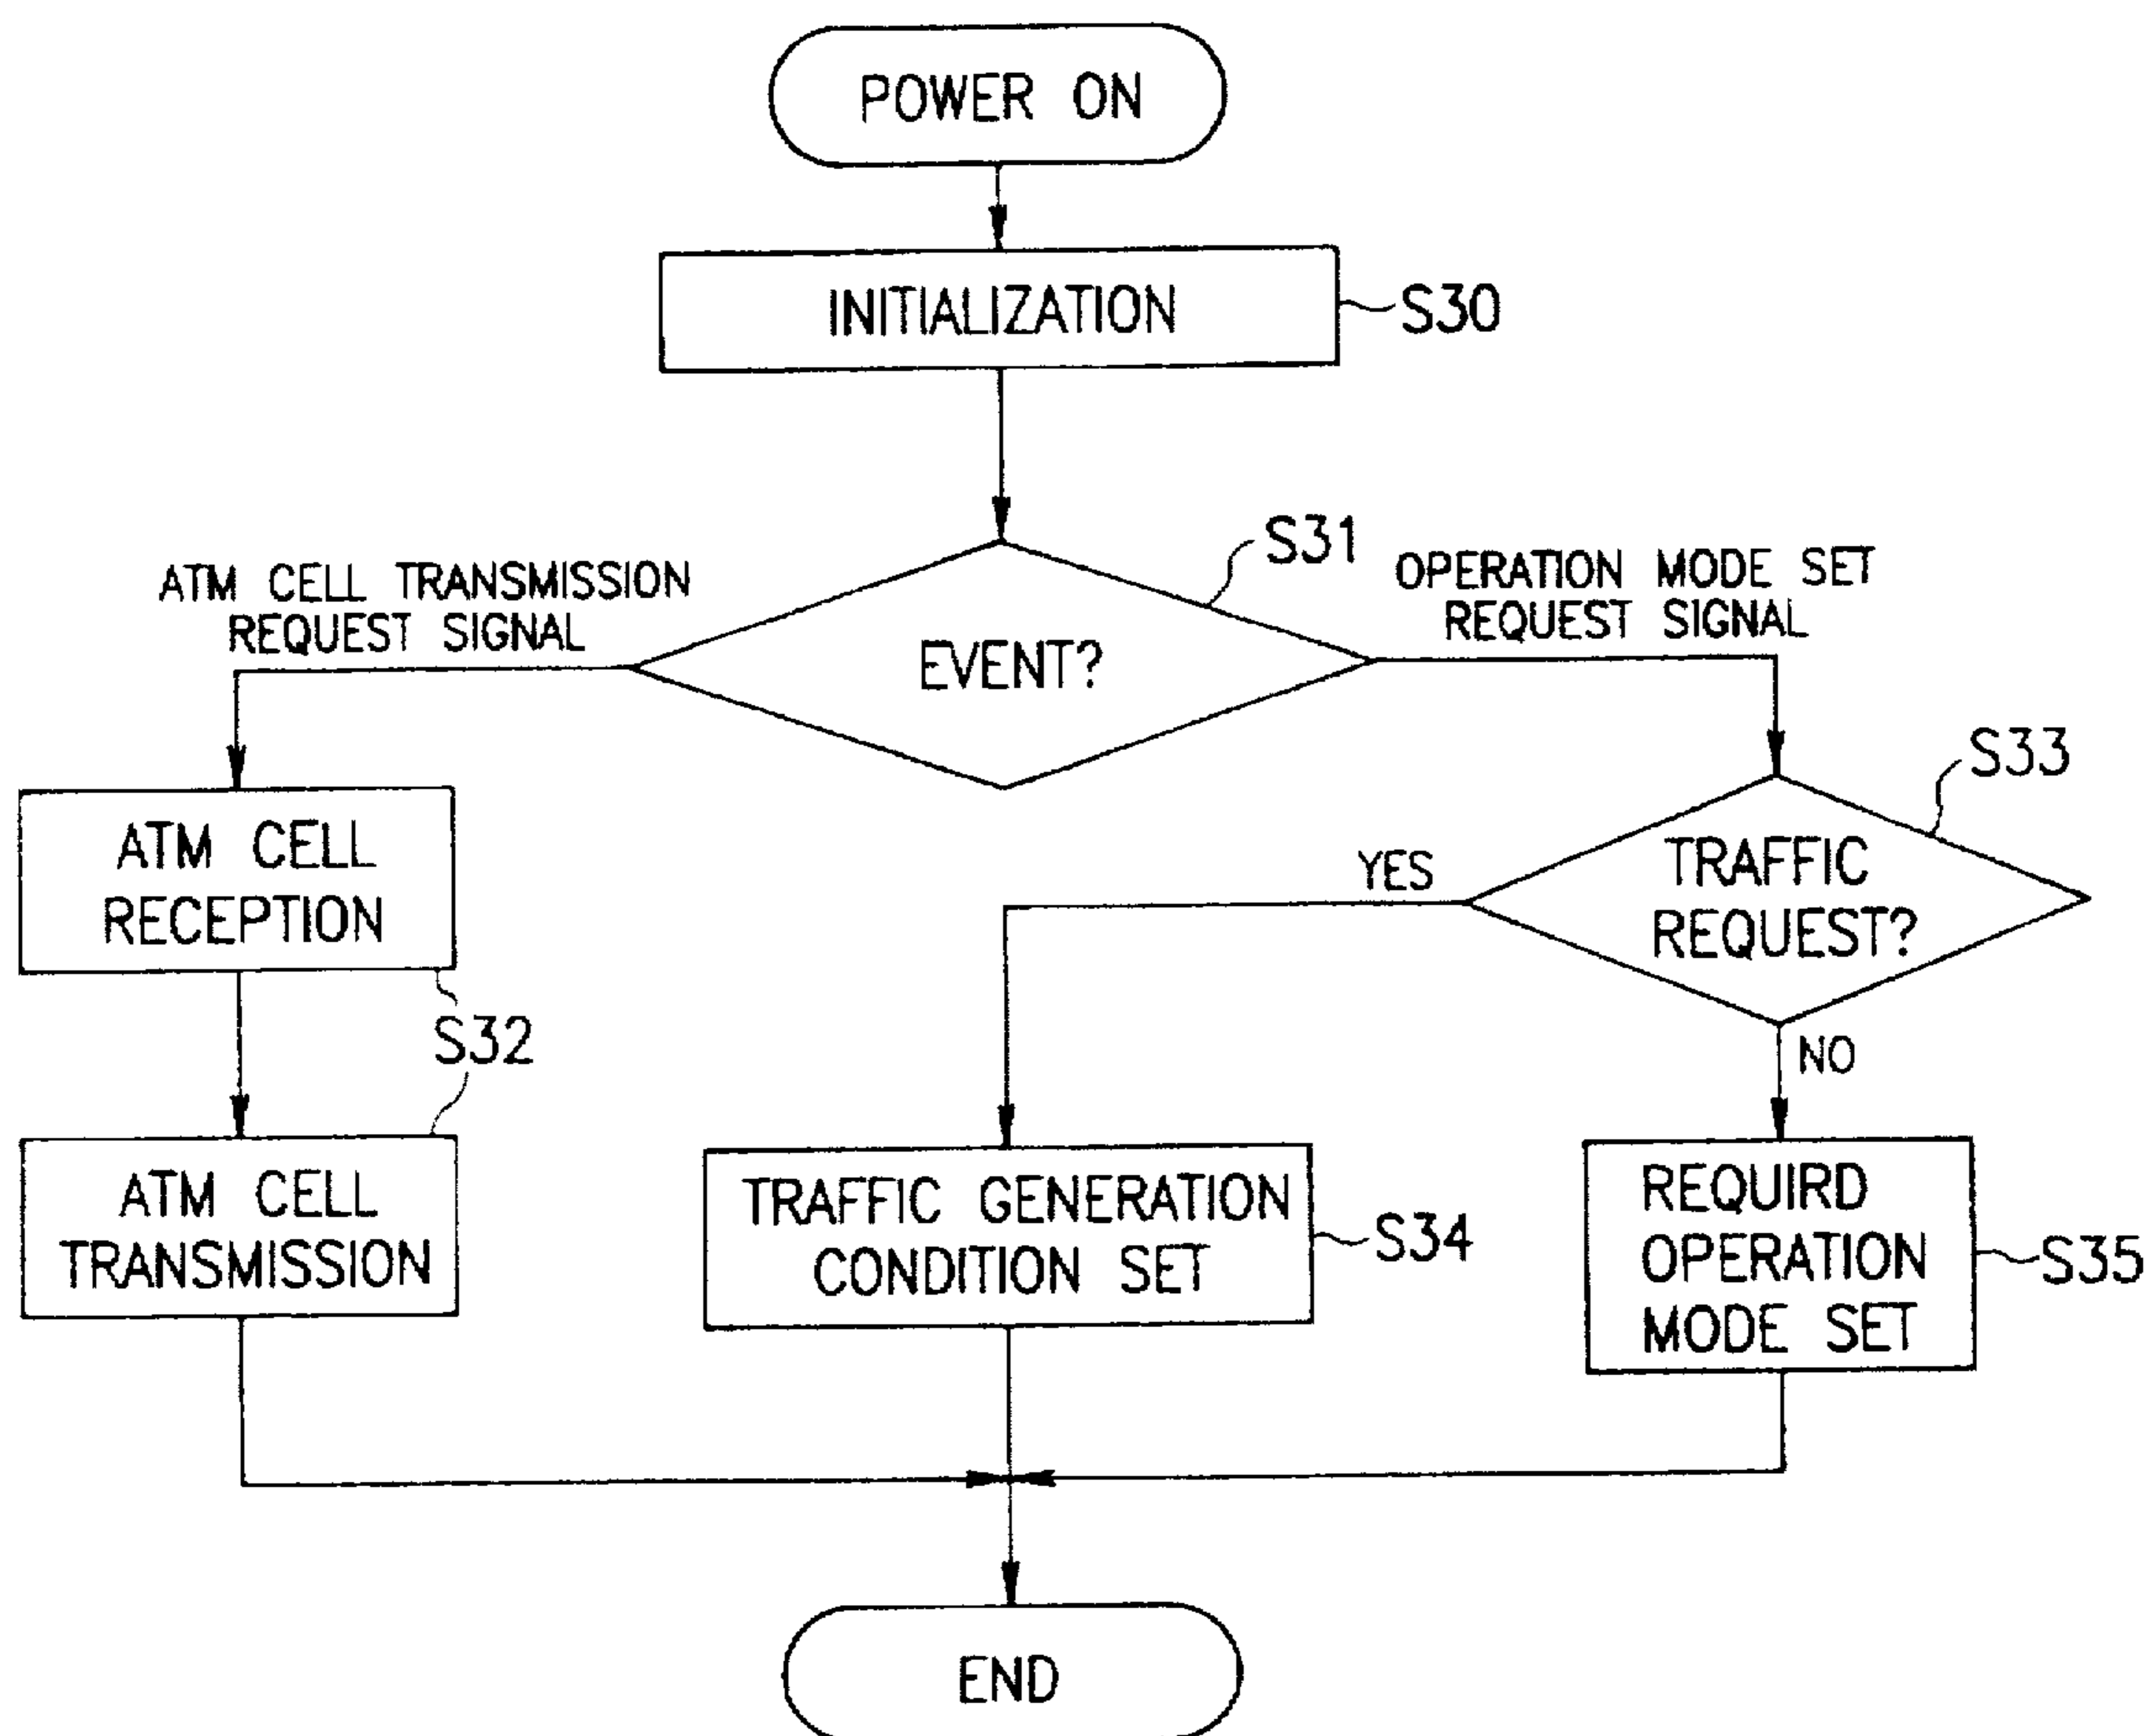 POWER ON
INITIALIZATION
S30
S31
ATM CELL TRANSMISSION
REQUEST SIGNAL
OPERATION MODE SET
REQUEST SIGNAL
EVENT?
S33
ATM CELL
RECEPTION
YES
TRAFFIC
REQUEST?
S32
NO
ATM CELL
TRANSMISSION
TRAFFIC GENERATION
CONDITION SET
S34
REQUIRD
OPERATION
MODE SET
S35
END